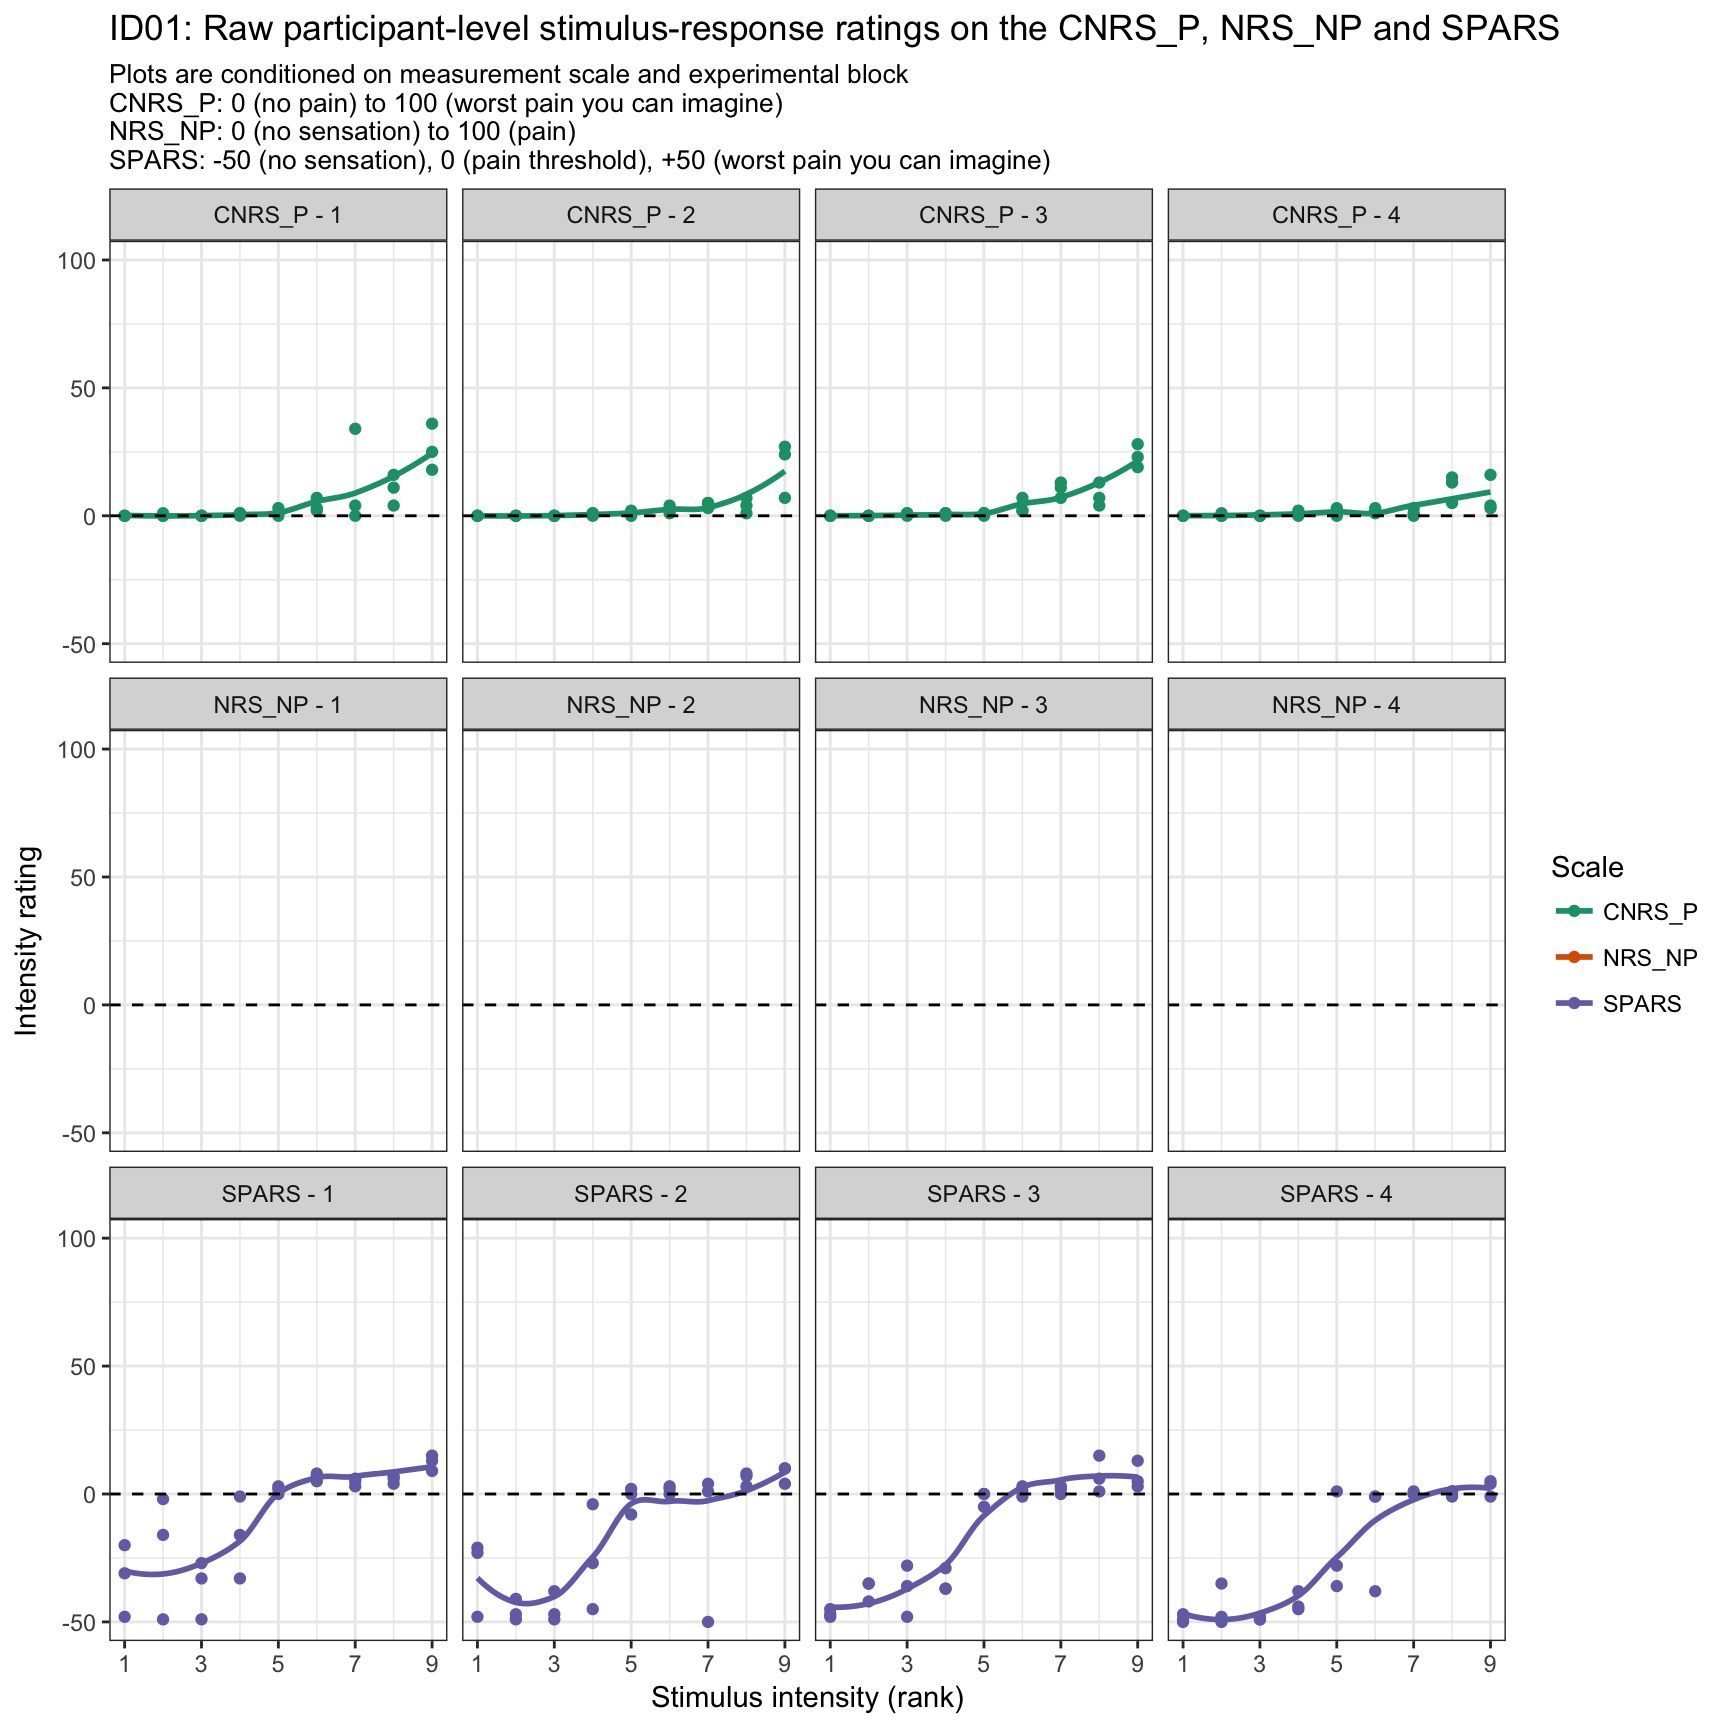 ID01: Raw participant-level stimulus-response ratings on the CNRS_P, NRS_NP and SPARS
Plots are conditioned on measurement scale and experimental block
CNRS_P: 0 (no pain) to 100 (worst pain you can imagine)
NRS_NP: 0 (no sensation) to 100 (pain)
SPARS: -50 (no sensation), 0 (pain threshold), +50 (worst pain you can imagine)
CNRS_P - 1 CNRS_P - 2 CNRS_P - 3 CNRS_P - 4
100
50
0
-50
NRS_NP - 1 NRS_NP - 2 NRS_NP - 3 NRS_NP - 4
100
50
0
-50
SPARS - 1 SPARS - 2 SPARS - 3 SPARS - 4
100
50
0
-50
1 3 5 7 9 1 3 5 7 9 1 3 5 7 9 1 3 5 7 9
Stimulus intensity (rank)
Intensity rating
Scale
CNRS_P
NRS_NP
SPARS